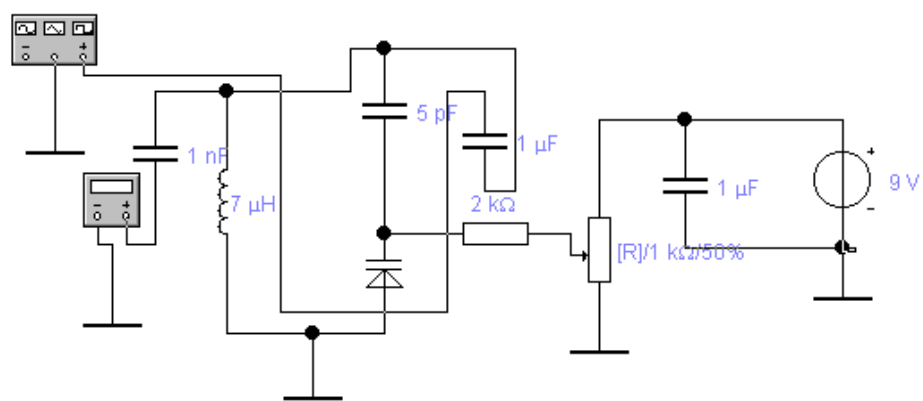 - +
- +
1 nF
7 µH
5 pF
1 µF
2 kΩ
[R]/1 kΩ/50%
1 µF
+
-
9 V